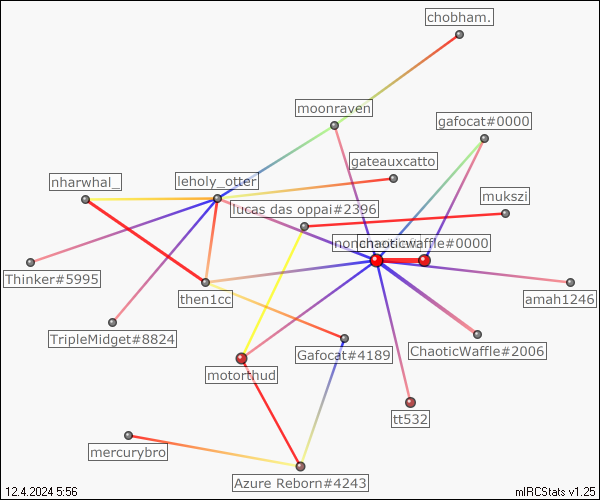 chobham.
moonraven
gafocat#0000
gateauxcatto
nharwhal_
leholy_otter
mukszi
lucas das oppai#2396
chaoticwaffle#0000
Thinker#5995
then1cc
amah1246
TripleMidget#8824
Gafocat#4189
ChaoticWaffle#2006
motorthud
tt532
mercurybro
Azure Reborn#4243
12.4.2024 5:56
mIRCStats v1.25